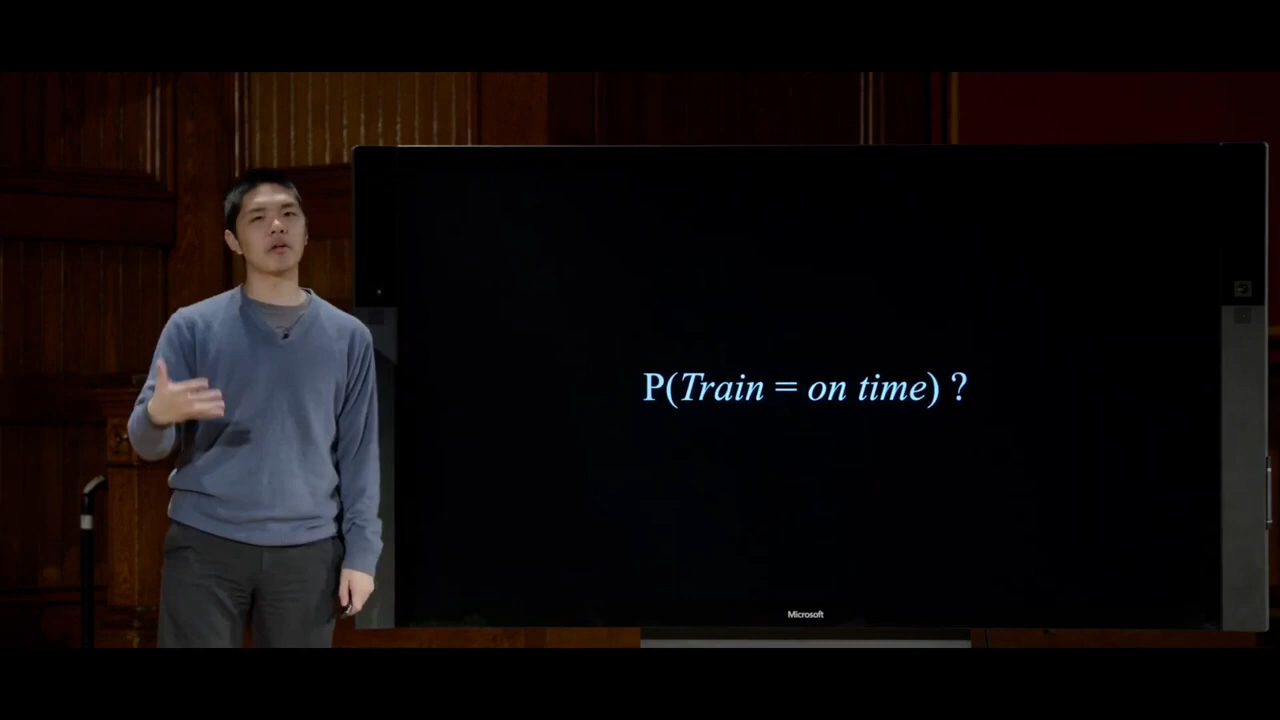 P(Train = on time) ?
Microsoft